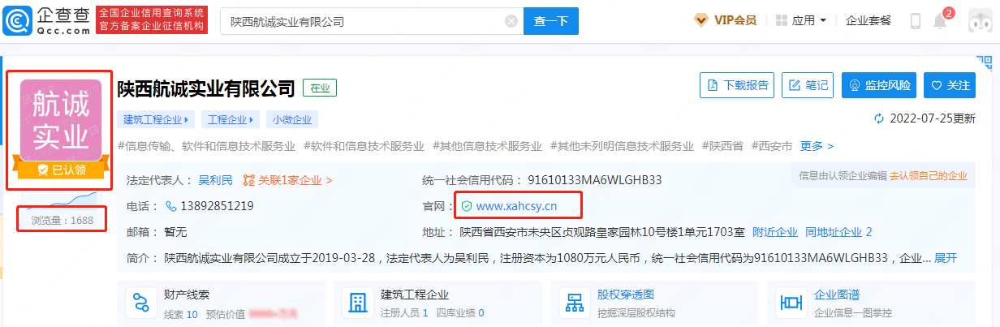 企查查
Qcc.com
全国企业信用查询系统
官方备案企业征信机构
陕西航诚实业有限公司
查一下
VIP会员
应用
企业套餐
2
航诚
实业
已认领
浏览量：1688
陕西航诚实业有限公司
在业
下载报告
笔记
监控风险
关注
建筑工程企业
工程企业
小微企业
2022-07-25更新
#信息传输、软件和信息技术服务业 #软件和信息技术服务业 #其他信息技术服务业 #其他未列明信息技术服务业 #陕西省 #西安市 更多 >
法定代表人： 吴利民 关联1家企业 >
统一社会信用代码： 91610133MA6WLGHB33
信息由认领企业编辑 去认领自己的企业
电话： 13892851219
官网： www.xahcsy.cn
邮箱： 暂无
地址： 陕西省西安市未央区贞观路皇家园林10号楼1单元1703室 附近企业 同地址企业 2
简介： 陕西航诚实业有限公司成立于2019-03-28，法定代表人为吴利民，注册资本为1080万元人民币，统一社会信用代码为91610133MA6WLGHB33，企业... 展开
财产线索
线索 10 预估价值
建筑工程企业
注册人员 1 四库业绩 0
股权穿透图
挖掘深层股权结构
企业图谱
企业信息一图掌控